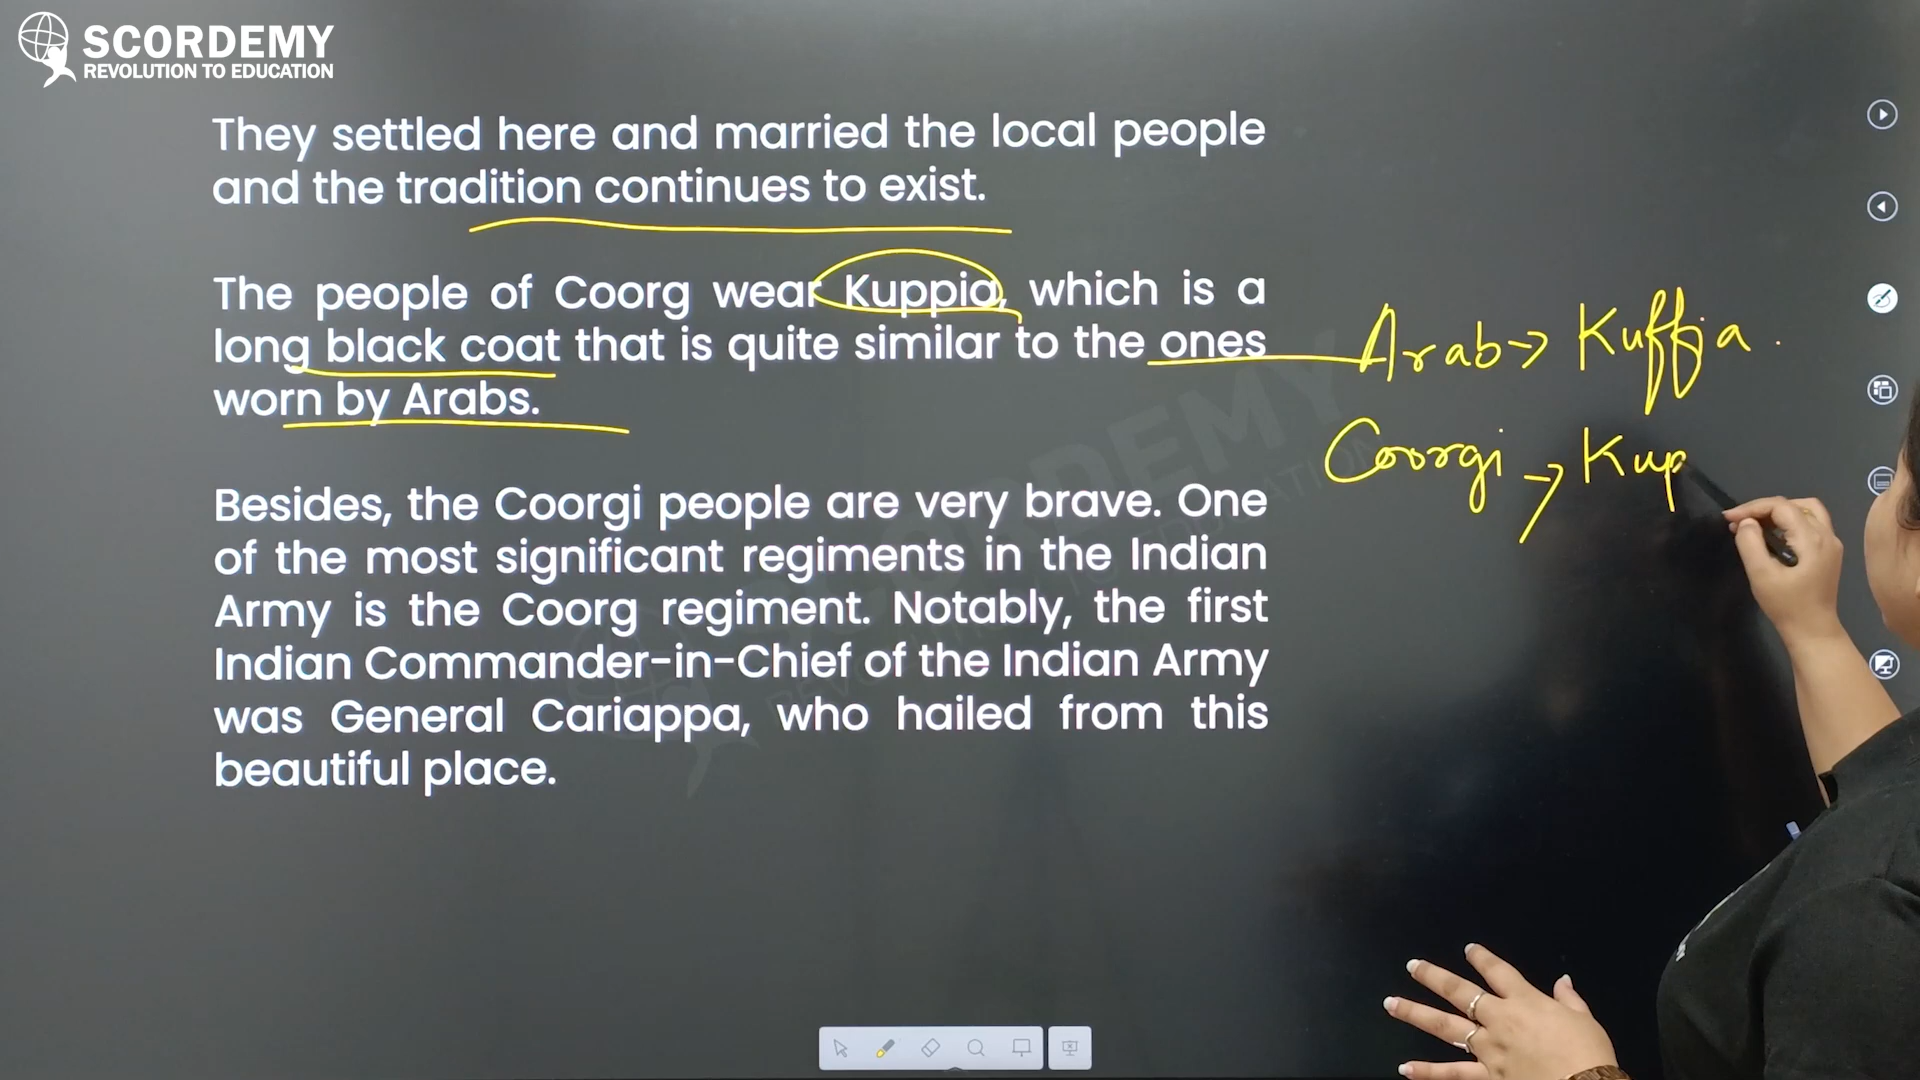 SCORDEMY
REVOLUTION TO EDUCATION
They settled here and married the local people
and the tradition continues to exist.
The people of Coorg wear Kuppia, which is a
long black coat that is quite similar to the ones
worn by Arabs.
Arab → Kuffia.
Coorgi → Kup
Besides, the Coorgi people are very brave. One
of the most significant regiments in the Indian
Army is the Coorg regiment. Notably, the first
Indian Commander-in-Chief of the Indian Army
was General Cariappa, who hailed from this
beautiful place.